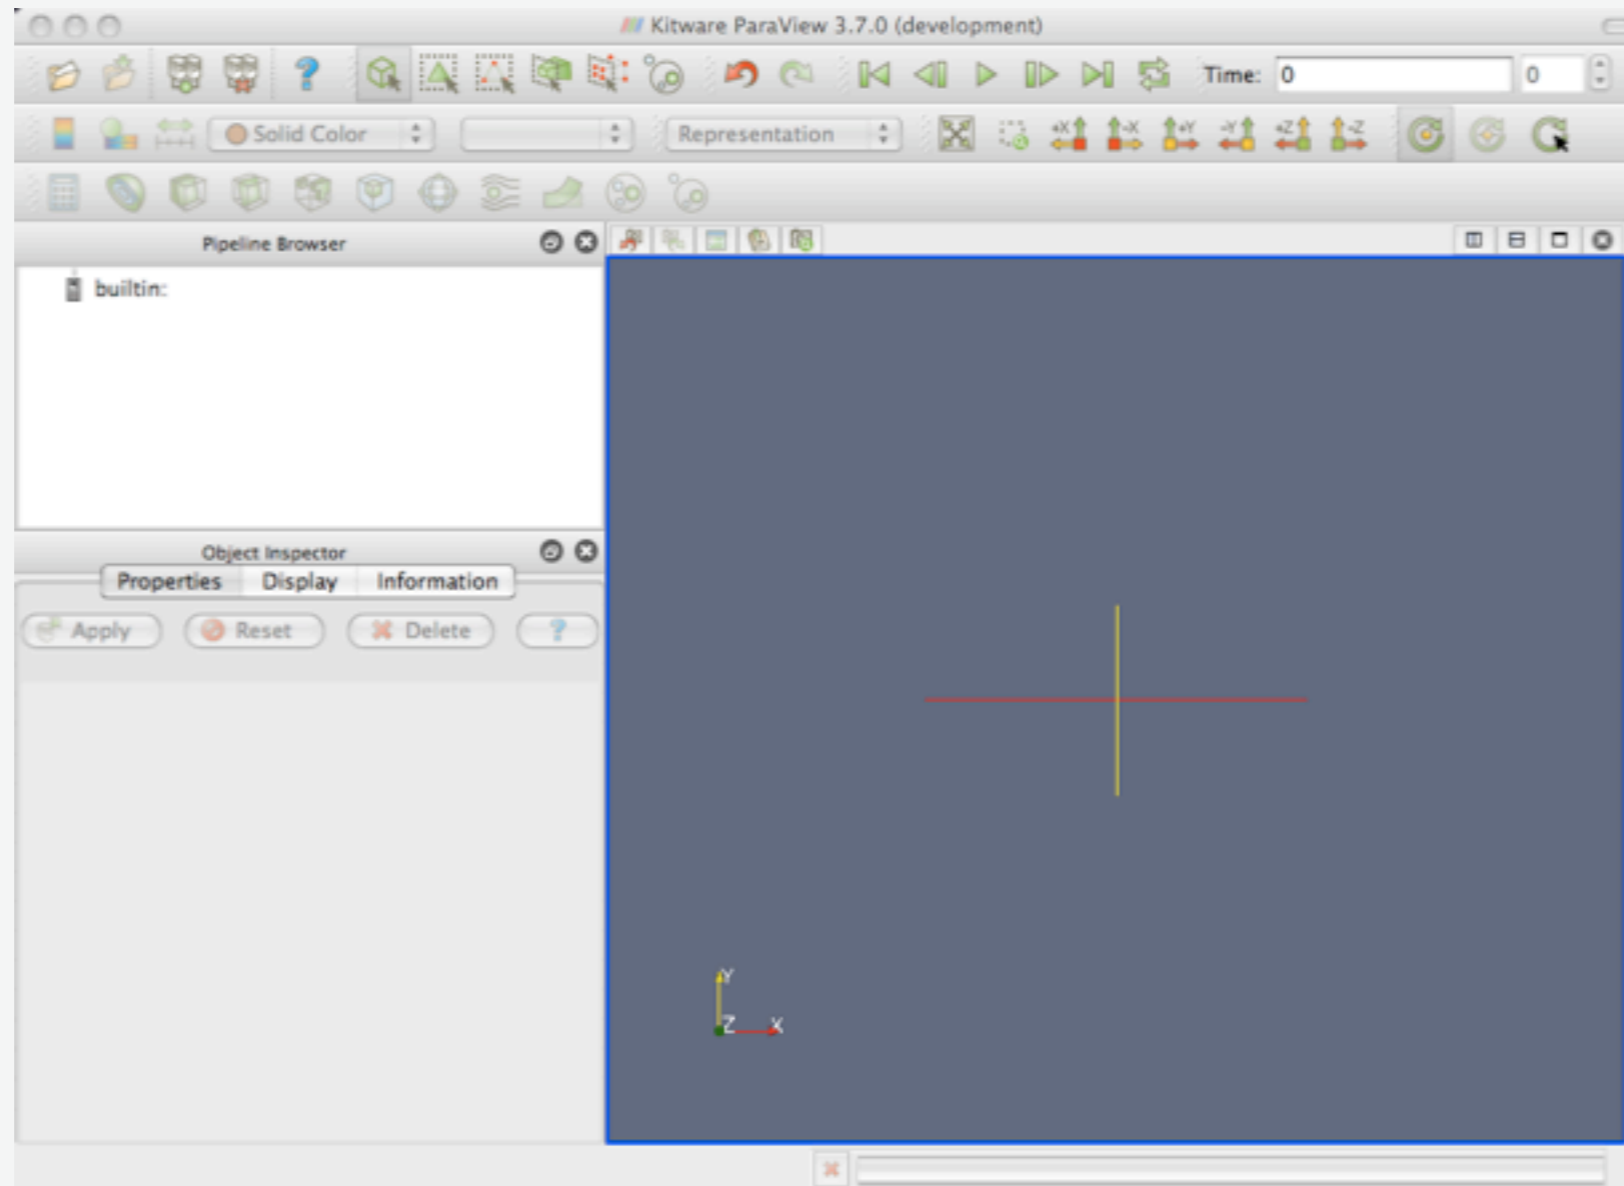 Kitware ParaView 3.7.0 (development)
? Time: 0 0
Solid Color Representation +X -X +Y -Y +Z -Z
Pipeline Browser
builtin:
Object Inspector
Properties Display Information
Apply Reset Delete ?
Y
Z X